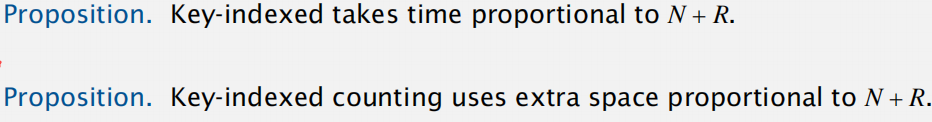 Proposition. Key-indexed takes time proportional to N + R.
Proposition. Key-indexed counting uses extra space proportional to N + R.